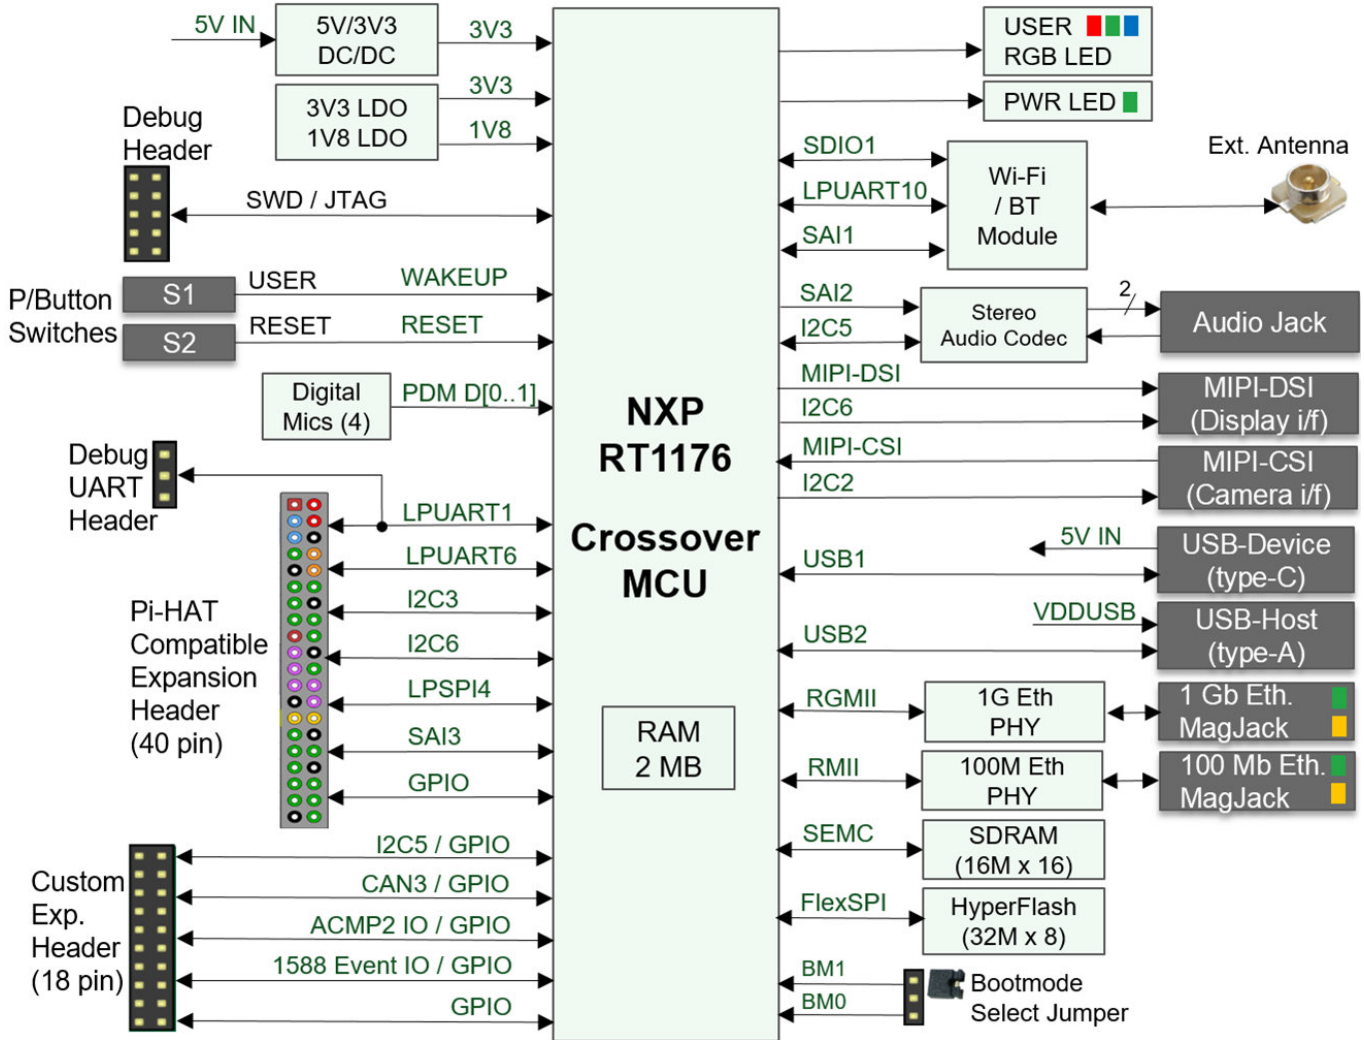 5V IN
5V/3V3
DC/DC
3V3
3V3 LDO
1V8 LDO
3V3
1V8
Debug
Header
SWD / JTAG
P/Button
Switches
S1
USER
WAKEUP
S2
RESET
RESET
Digital
Mics (4)
PDM D[0..1]
Debug
UART
Header
LPUART1
LPUART6
I2C3
I2C6
LPSPI4
SAI3
GPIO
Pi-HAT
Compatible
Expansion
Header
(40 pin)
Custom
Exp.
Header
(18 pin)
I2C5 / GPIO
CAN3 / GPIO
ACMP2 IO / GPIO
1588 Event IO / GPIO
GPIO
NXP
RT1176
Crossover
MCU
RAM
2 MB
USER
RGB LED
PWR LED
SDIO1
LPUART10
SAI1
Wi-Fi
/ BT
Module
Ext. Antenna
SAI2
I2C5
Stereo
Audio Codec
2
Audio Jack
MIPI-DSI
I2C6
MIPI-DSI
(Display i/f)
MIPI-CSI
I2C2
MIPI-CSI
(Camera i/f)
USB1
5V IN
USB-Device
(type-C)
USB2
VDDUSB
USB-Host
(type-A)
RGMII
1G Eth
PHY
1 Gb Eth.
MagJack
RMII
100M Eth
PHY
100 Mb Eth.
MagJack
SEMC
SDRAM
(16M x 16)
FlexSPI
HyperFlash
(32M x 8)
BM1
BM0
Bootmode
Select Jumper